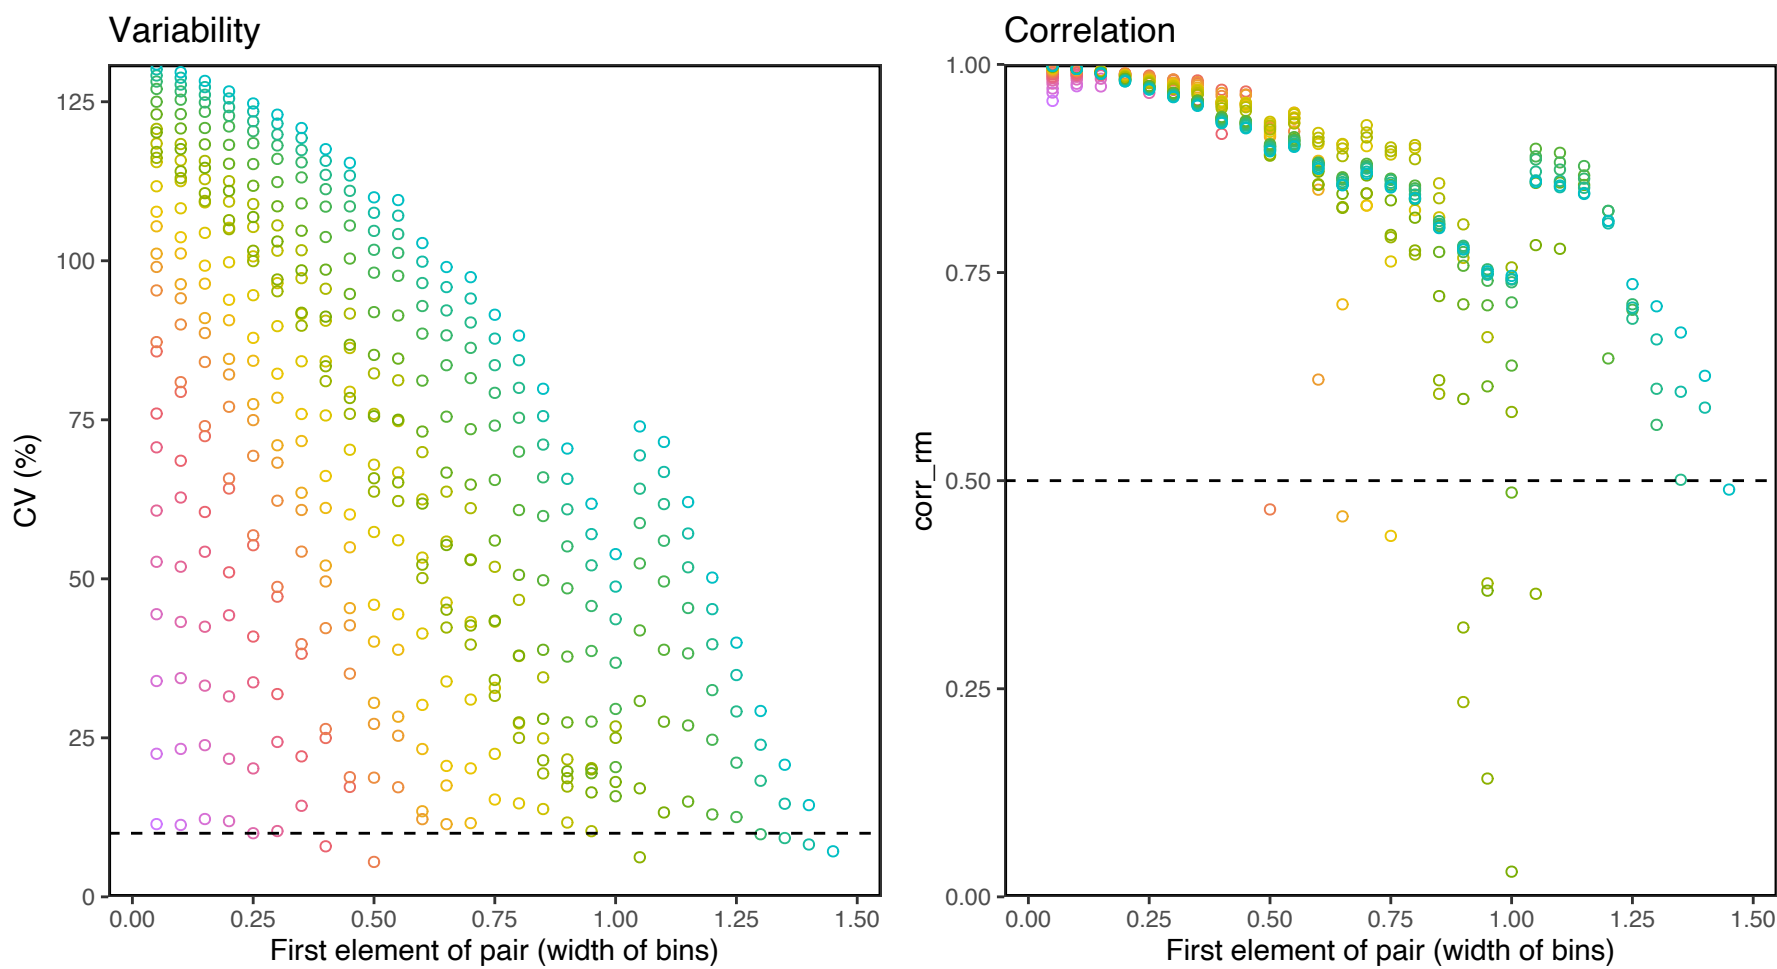 Variability
CV (%)
125
100
75
50
25
0
0.00 0.25 0.50 0.75 1.00 1.25 1.50
First element of pair (width of bins)
Correlation
corr_rm
1.00
0.75
0.50
0.25
0.00
0.00 0.25 0.50 0.75 1.00 1.25 1.50
First element of pair (width of bins)